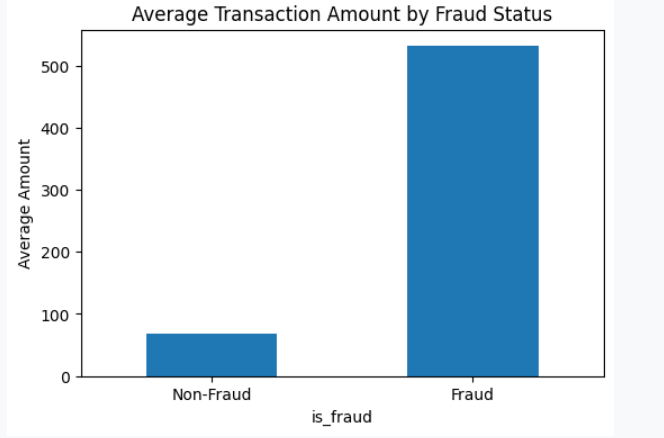 Average Transaction Amount by Fraud Status
Average Amount
500
400
300
200
100
0
Non-Fraud
Fraud
is_fraud